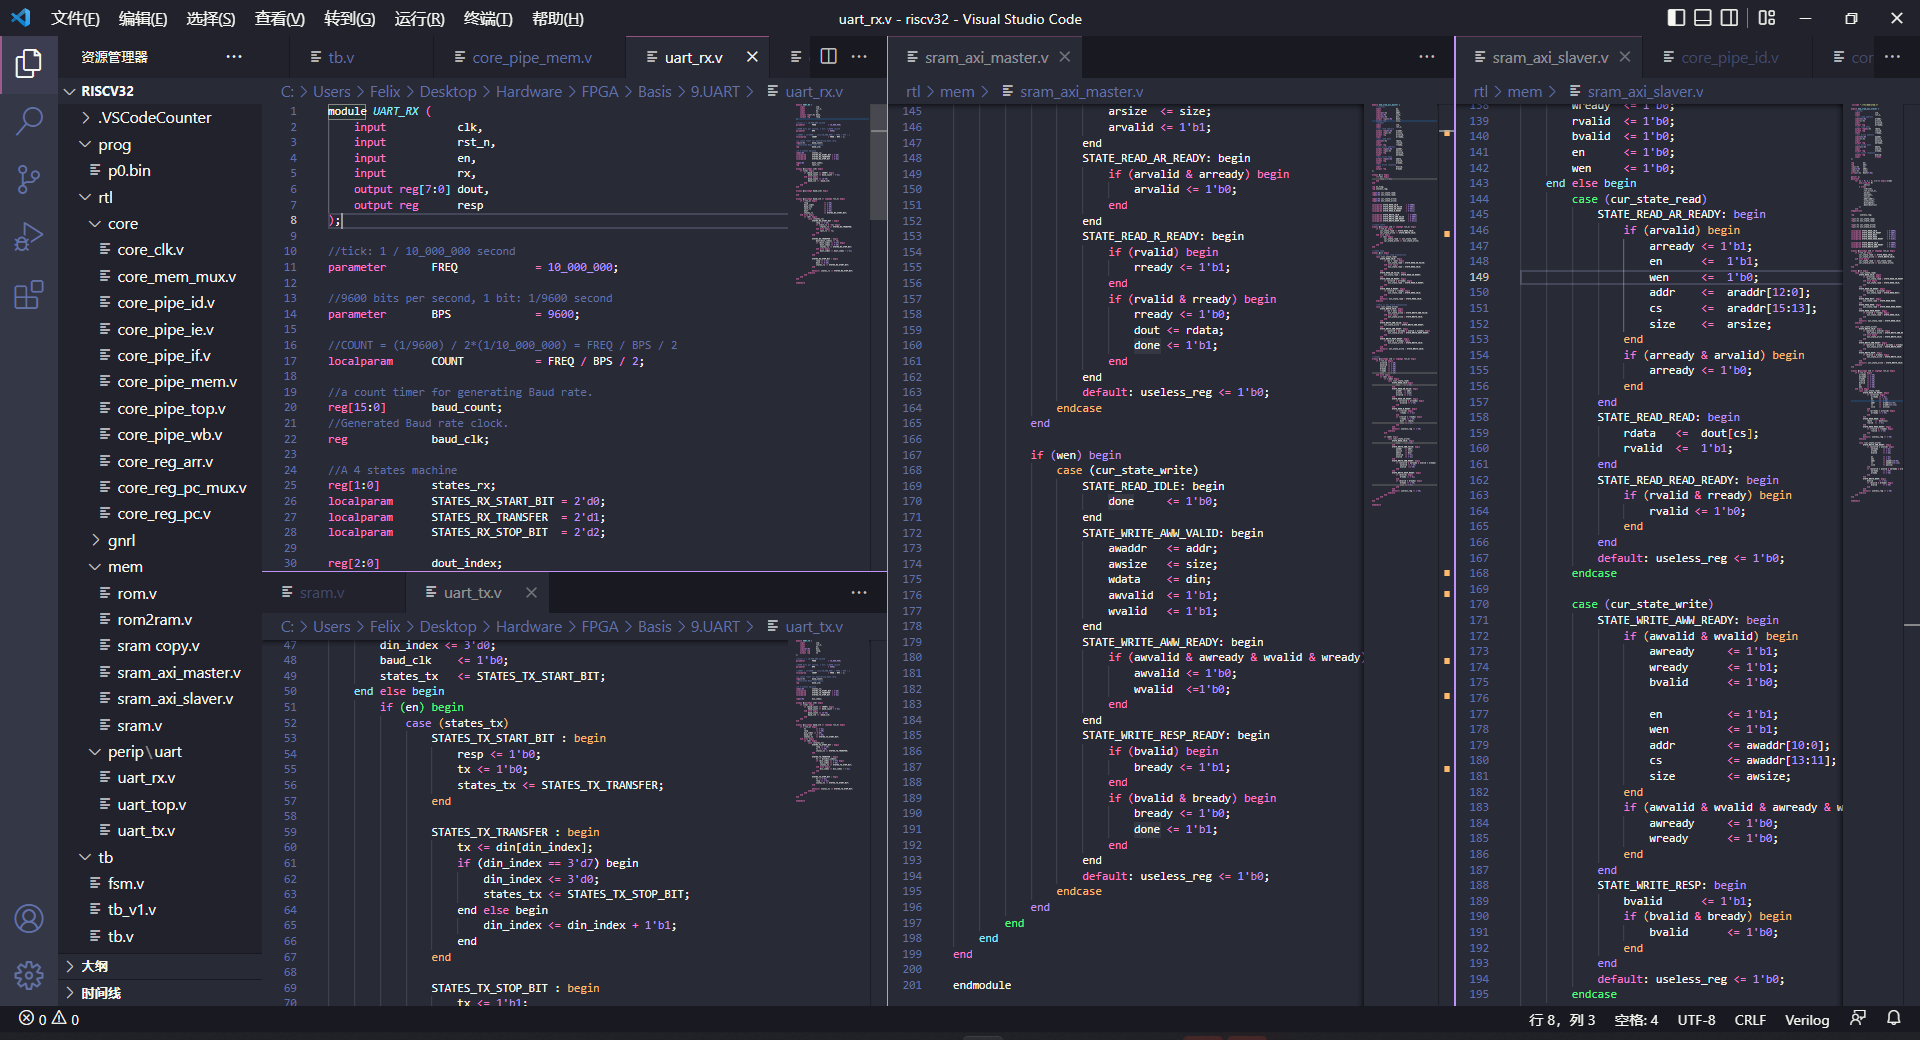 文件(F) 编辑(E) 选择(S) 查看(V) 转到(G) 运行(R) 终端(T) 帮助(H)
uart_rx.v - riscv32 - Visual Studio Code
资源管理器 ···
RISCV32
.VSCodeCounter
prog
p0.bin
rtl
core
core_clk.v
core_mem_mux.v
core_pipe_id.v
core_pipe_ie.v
core_pipe_if.v
core_pipe_mem.v
core_pipe_top.v
core_pipe_wb.v
core_reg_arr.v
core_reg_pc_mux.v
core_reg_pc.v
gnrl
mem
rom.v
rom2ram.v
sram copy.v
sram_axi_master.v
sram_axi_slaver.v
sram.v
perip\uart
uart_rx.v
uart_top.v
uart_tx.v
tb
fsm.v
tb_v1.v
tb.v
大纲
时间线
tb.v core_pipe_mem.v uart_rx.v
C: > Users > Felix > Desktop > Hardware > FPGA > Basis > 9.UART > uart_rx.v
1 module UART_RX (
2 input clk,
3 input rst_n,
4 input en,
5 input rx,
6 output reg[7:0] dout,
7 output reg resp
8 );
9
10 //tick: 1 / 10_000_000 second
11 parameter FREQ = 10_000_000;
12
13 //9600 bits per second, 1 bit: 1/9600 second
14 parameter BPS = 9600;
15
16 //COUNT = (1/9600) / 2*(1/10_000_000) = FREQ / BPS / 2
17 localparam COUNT = FREQ / BPS / 2;
18
19 //a count timer for generating Baud rate.
20 reg[15:0] baud_count;
21 //Generated Baud rate clock.
22 reg baud_clk;
23
24 //A 4 states machine
25 reg[1:0] states_rx;
26 localparam STATES_RX_START_BIT = 2'd0;
27 localparam STATES_RX_TRANSFER = 2'd1;
28 localparam STATES_RX_STOP_BIT = 2'd2;
29
30 reg[2:0] dout_index;
sram.v uart_tx.v
C: > Users > Felix > Desktop > Hardware > FPGA > Basis > 9.UART > uart_tx.v
47 din_index <= 3'd0;
48 baud_clk <= 1'b0;
49 states_tx <= STATES_TX_START_BIT;
50 end else begin
51 if (en) begin
52 case (states_tx)
53 STATES_TX_START_BIT : begin
54 resp <= 1'b0;
55 tx <= 1'b0;
56 states_tx <= STATES_TX_TRANSFER;
57 end
58
59 STATES_TX_TRANSFER : begin
60 tx <= din[din_index];
61 if (din_index == 3'd7) begin
62 din_index <= 3'd0;
63 states_tx <= STATES_TX_STOP_BIT;
64 end else begin
65 din_index <= din_index + 1'b1;
66 end
67 end
68
69 STATES_TX_STOP_BIT : begin
70 tx <= 1'b1;
sram_axi_master.v
rtl > mem > sram_axi_master.v
145 arsize <= size;
146 arvalid <= 1'b1;
147 end
148 STATE_READ_AR_READY: begin
149 if (arvalid & arready) begin
150 arvalid <= 1'b0;
151 end
152 end
153 STATE_READ_R_READY: begin
154 if (rvalid) begin
155 rready <= 1'b1;
156 end
157 if (rvalid & rready) begin
158 rready <= 1'b0;
159 dout <= rdata;
160 done <= 1'b1;
161 end
162 end
163 default: useless_reg <= 1'b0;
164 endcase
165 end
166
167 if (wen) begin
168 case (cur_state_write)
169 STATE_READ_IDLE: begin
170 done <= 1'b0;
171 end
172 STATE_WRITE_AWW_VALID: begin
173 awaddr <= addr;
174 awsize <= size;
175 wdata <= din;
176 awvalid <= 1'b1;
177 wvalid <= 1'b1;
178 end
179 STATE_WRITE_AWW_READY: begin
180 if (awvalid & awready & wvalid & wready)
181 awvalid <= 1'b0;
182 wvalid <=1'b0;
183 end
184 end
185 STATE_WRITE_RESP_READY: begin
186 if (bvalid) begin
187 bready <= 1'b1;
188 end
189 if (bvalid & bready) begin
190 bready <= 1'b0;
191 done <= 1'b1;
192 end
193 end
194 default: useless_reg <= 1'b0;
195 endcase
196 end
197 end
198 end
199 end
200
201 endmodule
sram_axi_slaver.v core_pipe_id.v cor
rtl > mem > sram_axi_slaver.v
138 wready <= 1'b0;
139 rvalid <= 1'b0;
140 bvalid <= 1'b0;
141 en <= 1'b0;
142 wen <= 1'b0;
143 end else begin
144 case (cur_state_read)
145 STATE_READ_AR_READY: begin
146 if (arvalid) begin
147 arready <= 1'b1;
148 en <= 1'b1;
149 wen <= 1'b0;
150 addr <= araddr[12:0];
151 cs <= araddr[15:13];
152 size <= arsize;
153 end
154 if (arready & arvalid) begin
155 arready <= 1'b0;
156 end
157 end
158 STATE_READ_READ: begin
159 rdata <= dout[cs];
160 rvalid <= 1'b1;
161 end
162 STATE_READ_READ_READY: begin
163 if (rvalid & rready) begin
164 rvalid <= 1'b0;
165 end
166 end
167 default: useless_reg <= 1'b0;
168 endcase
169
170 case (cur_state_write)
171 STATE_WRITE_AWW_READY: begin
172 if (awvalid & wvalid) begin
173 awready <= 1'b1;
174 wready <= 1'b1;
175 bvalid <= 1'b0;
176
177 en <= 1'b1;
178 wen <= 1'b1;
179 addr <= awaddr[10:0];
180 cs <= awaddr[13:11];
181 size <= awsize;
182 end
183 if (awvalid & wvalid & awready & w
184 awready <= 1'b0;
185 wready <= 1'b0;
186 end
187 end
188 STATE_WRITE_RESP: begin
189 bvalid <= 1'b1;
190 if (bvalid & bready) begin
191 bvalid <= 1'b0;
192 end
193 end
194 default: useless_reg <= 1'b0;
195 endcase
0 0
行 8，列 3 空格: 4 UTF-8 CRLF Verilog